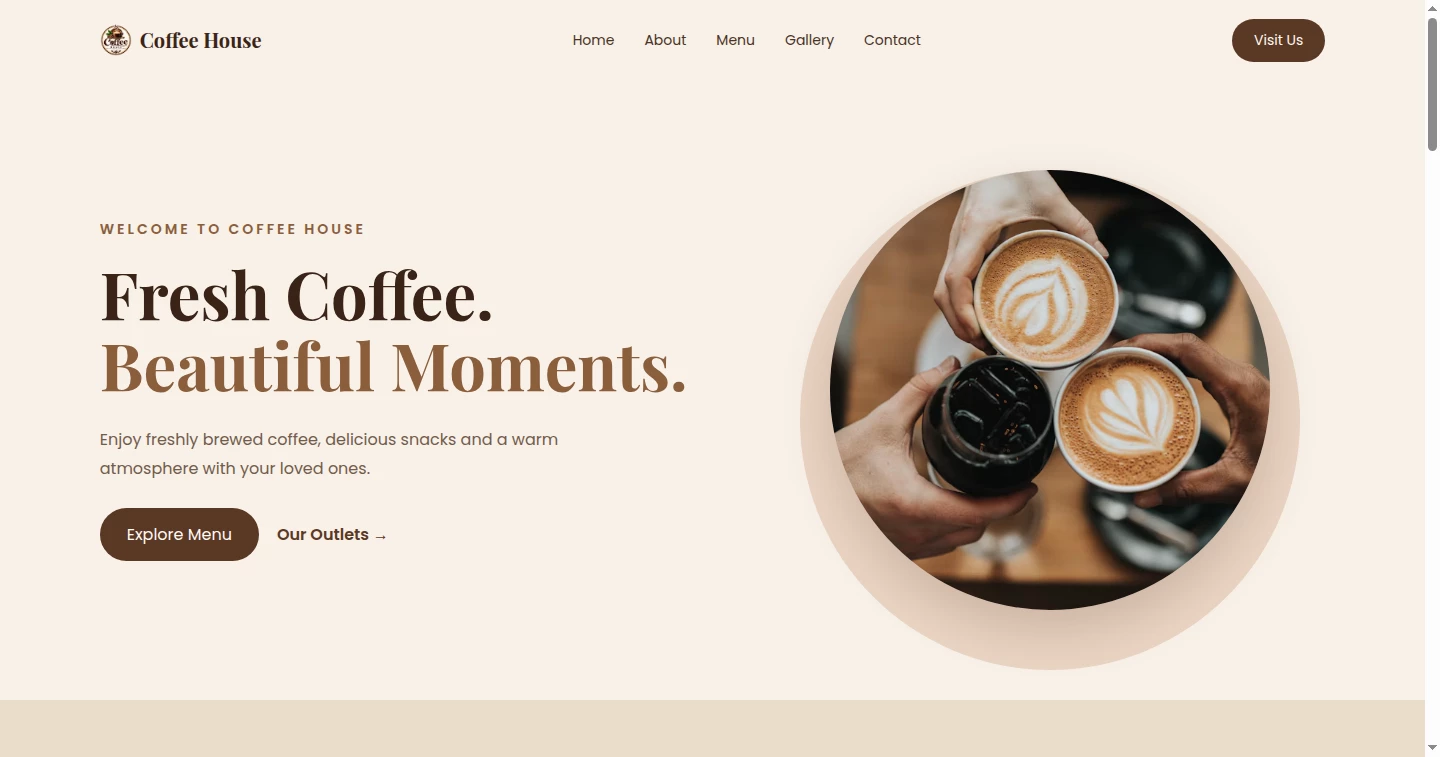 Coffee
Coffee House
Home
About
Menu
Gallery
Contact
Visit Us
WELCOME TO COFFEE HOUSE
Fresh Coffee.
Beautiful Moments.
Enjoy freshly brewed coffee, delicious snacks and a warm
atmosphere with your loved ones.
Explore Menu
Our Outlets →